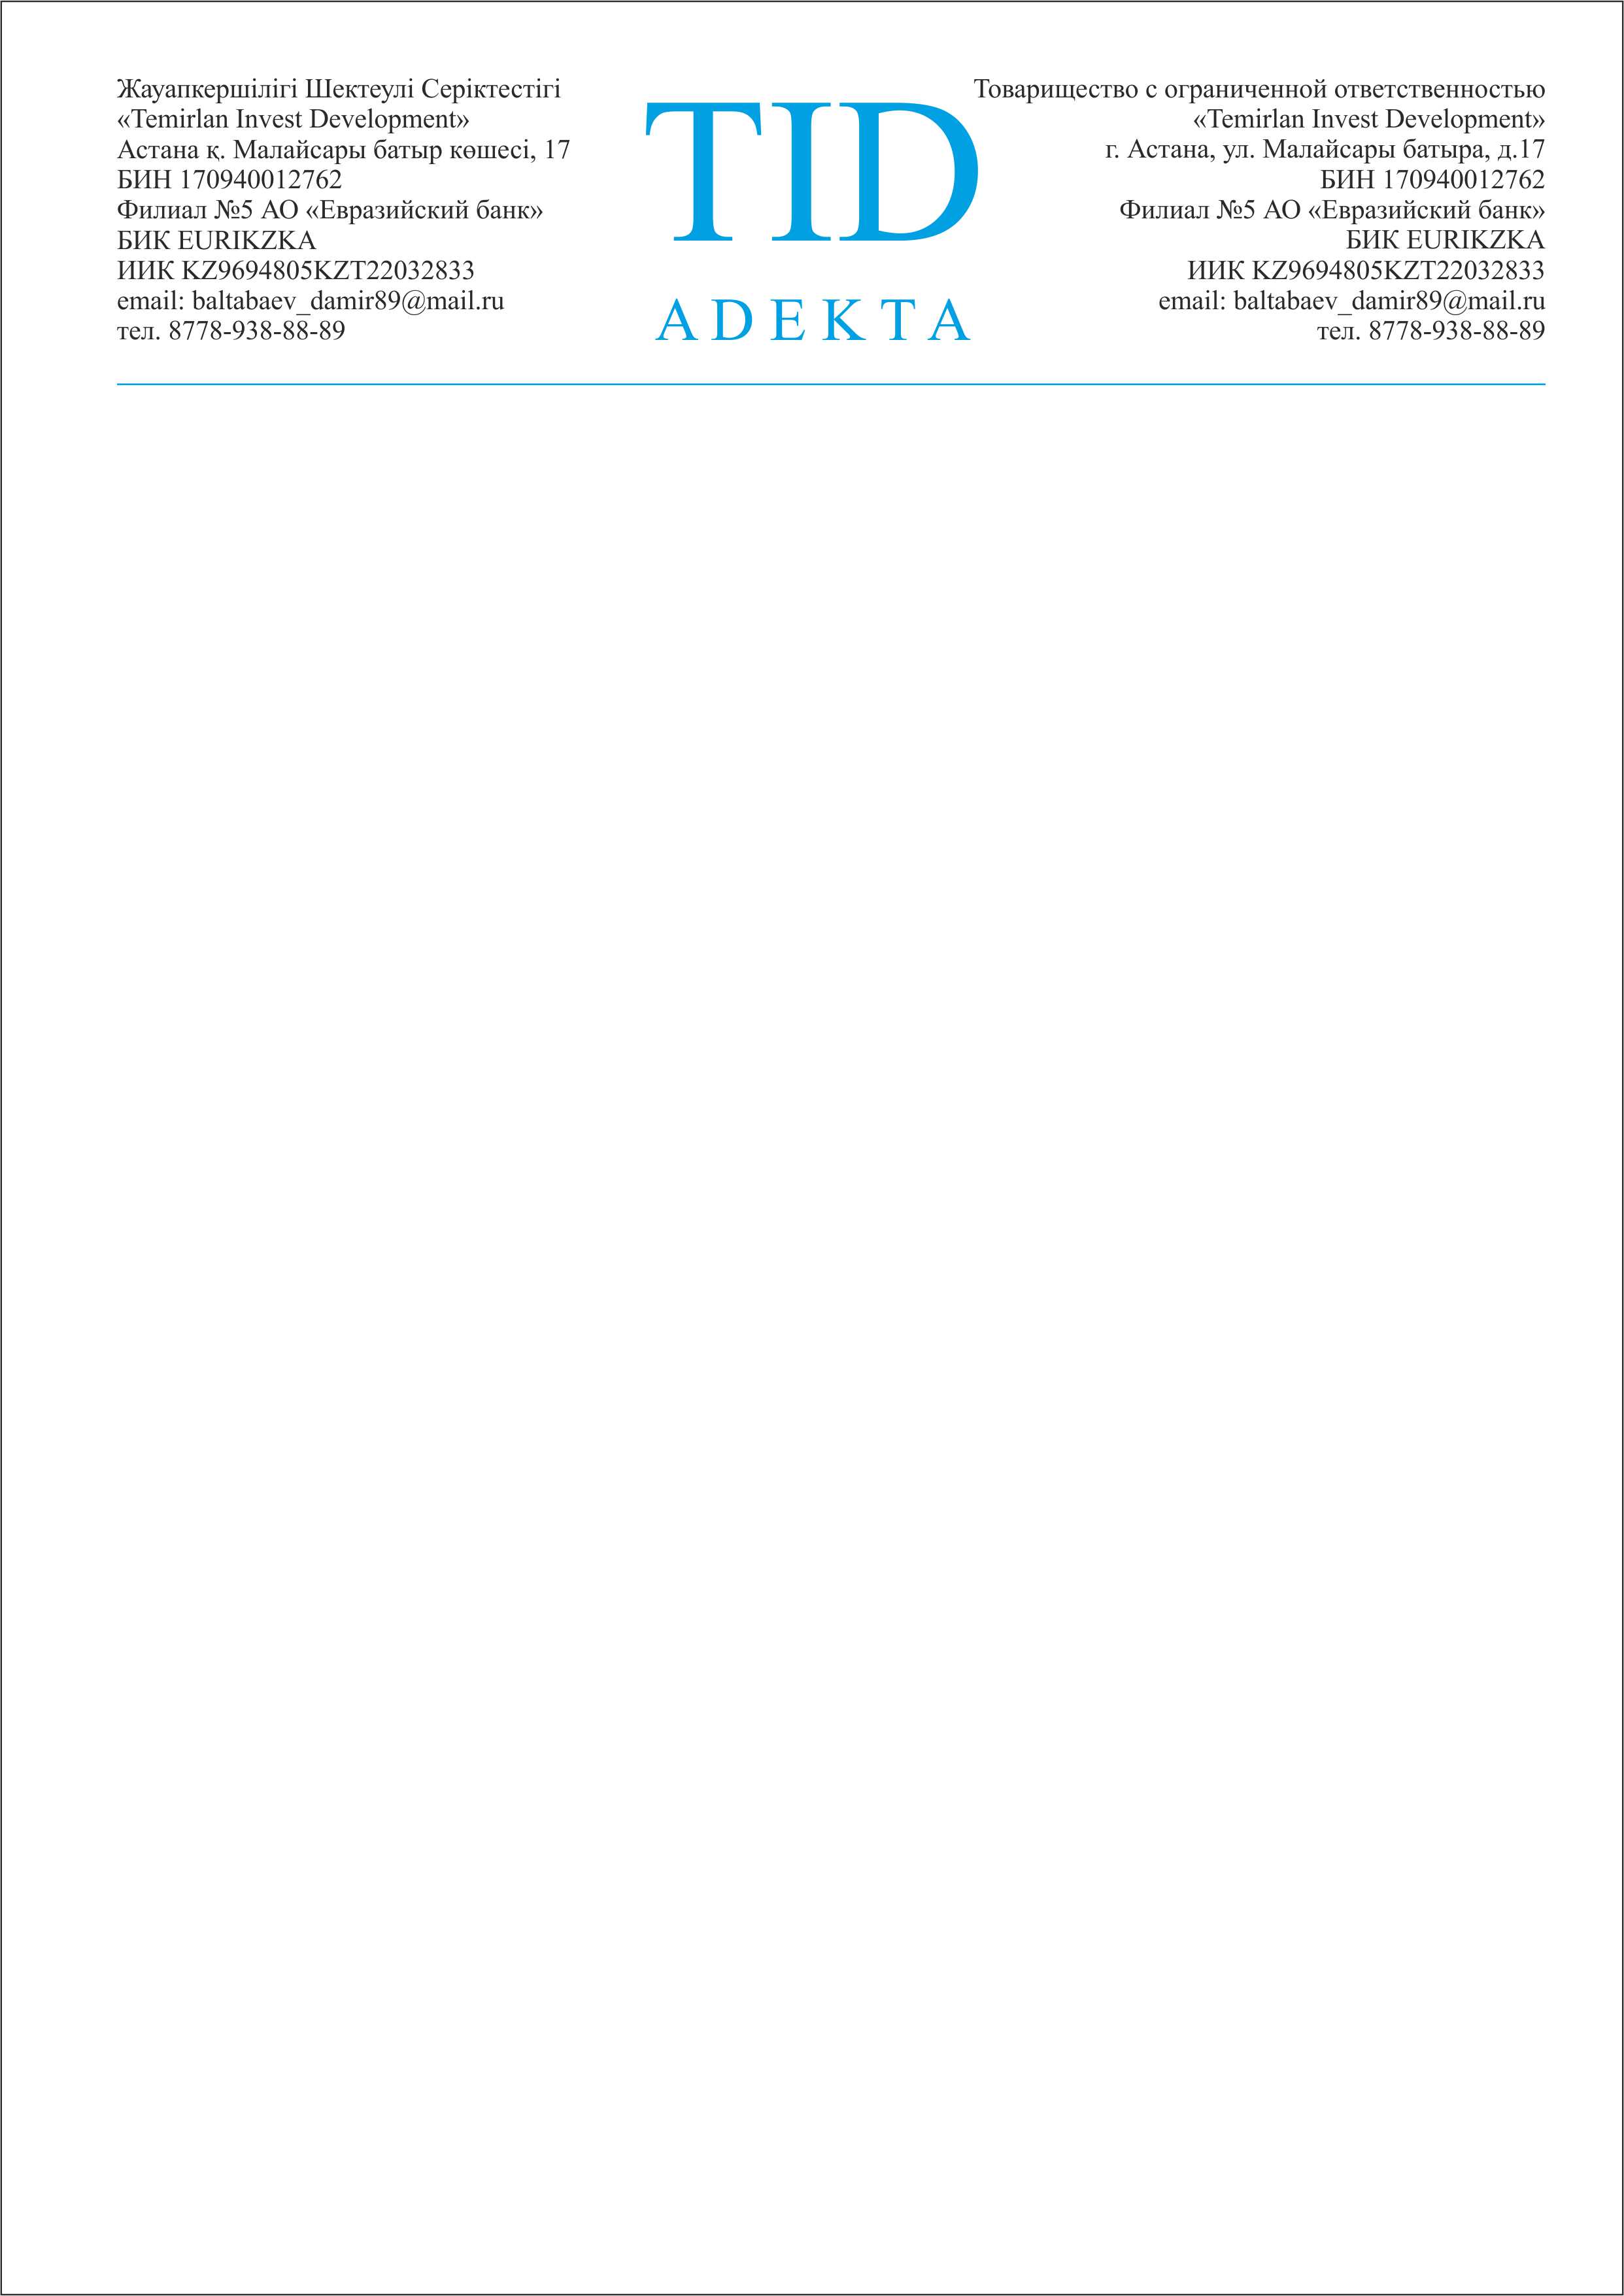 Жауапкершілігі Шектеулі Серіктестігі
«Temirlan Invest Development»
Астана қ. Малайсары батыр көшесі, 17
БИН 170940012762
Филиал №5 АО «Евразийский банк»
БИК EURIKZKA
ИИК KZ9694805KZT22032833
email: baltabaev_damir89@mail.ru
тел. 8778-938-88-89
TID
ADEKTA
Товарищество с ограниченной ответственностью
«Temirlan Invest Development»
г. Астана, ул. Малайсары батыра, д.17
БИН 170940012762
Филиал №5 АО «Евразийский банк»
БИК EURIKZKA
ИИК KZ9694805KZT22032833
email: baltabaev_damir89@mail.ru
тел. 8778-938-88-89